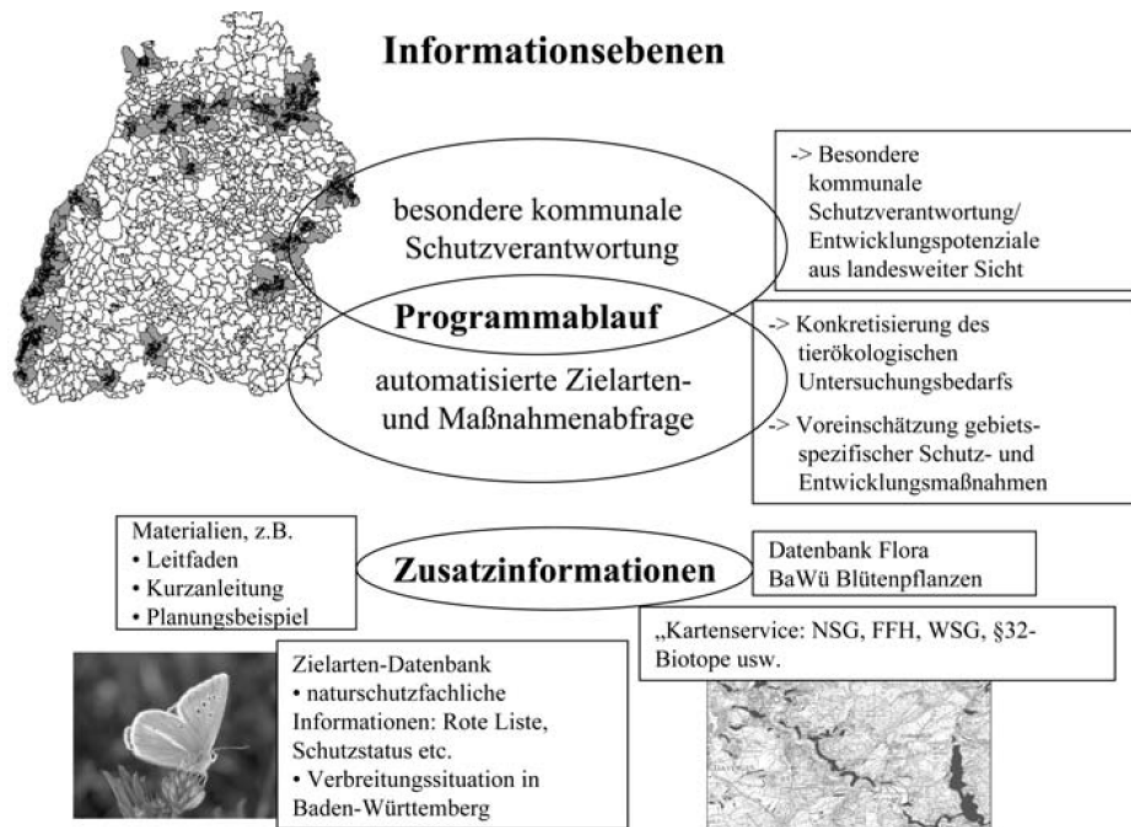 Informationsebenen
besondere kommunale
Schutzverantwortung
-> Besondere
kommunale
Schutzverantwortung/
Entwicklungspotenziale
aus landesweiter Sicht
Programmablauf
automatisierte Zielarten-
und Maßnahmenabfrage
-> Konkretisierung des
tierökologischen
Untersuchungsbedarfs
-> Voreinschätzung gebiets-
spezifischer Schutz- und
Entwicklungsmaßnahmen
Materialien, z.B.
• Leitfaden
• Kurzanleitung
• Planungsbeispiel
Zusatzinformationen
Datenbank Flora
BaWü Blütenpflanzen
„Kartenservice: NSG, FFH, WSG, §32-
Biotope usw.
Zielarten-Datenbank
• naturschutzfachliche
Informationen: Rote Liste,
Schutzstatus etc.
• Verbreitungssituation in
Baden-Württemberg